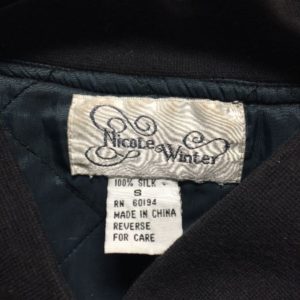 Nicole
Winter
100% SILK
S
RN 60194
MADE IN CHINA
REVERSE
FOR CARE